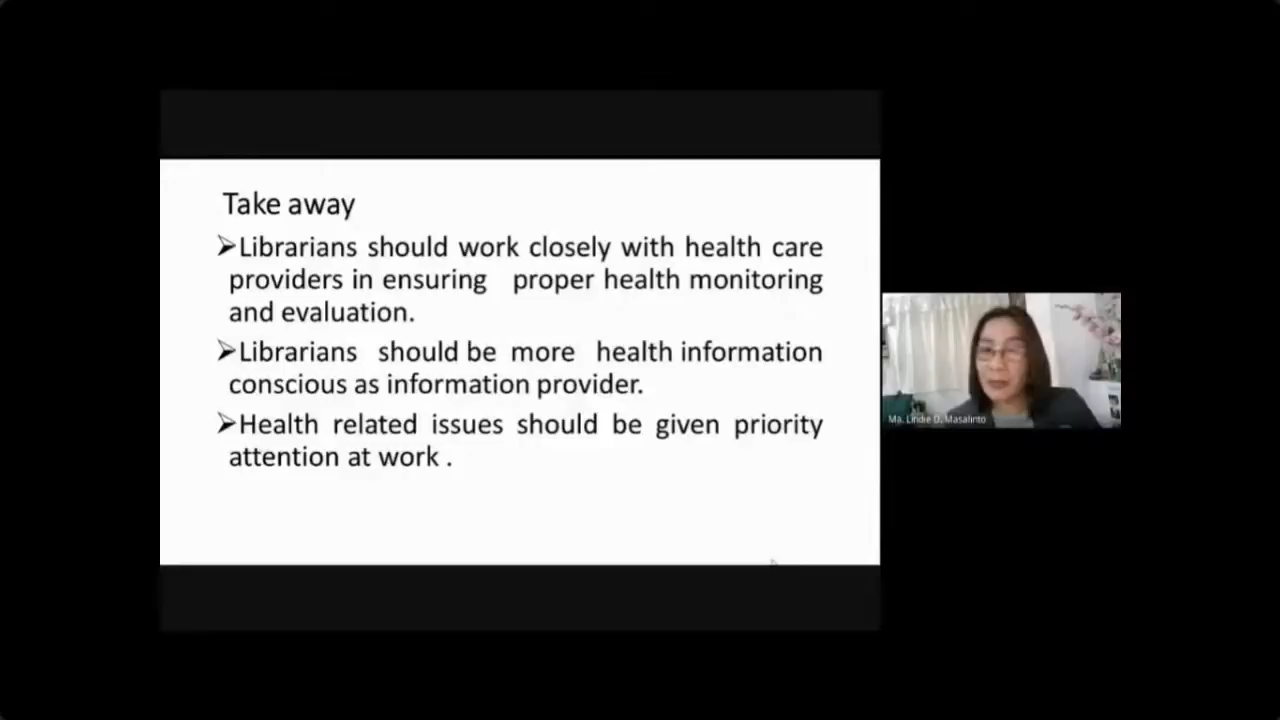 Take away
➢Librarians should work closely with health care
providers in ensuring proper health monitoring
and evaluation.
➢Librarians should be more health information
conscious as information provider.
➢Health related issues should be given priority
attention at work .
Ma. Lindie D. Masalinto